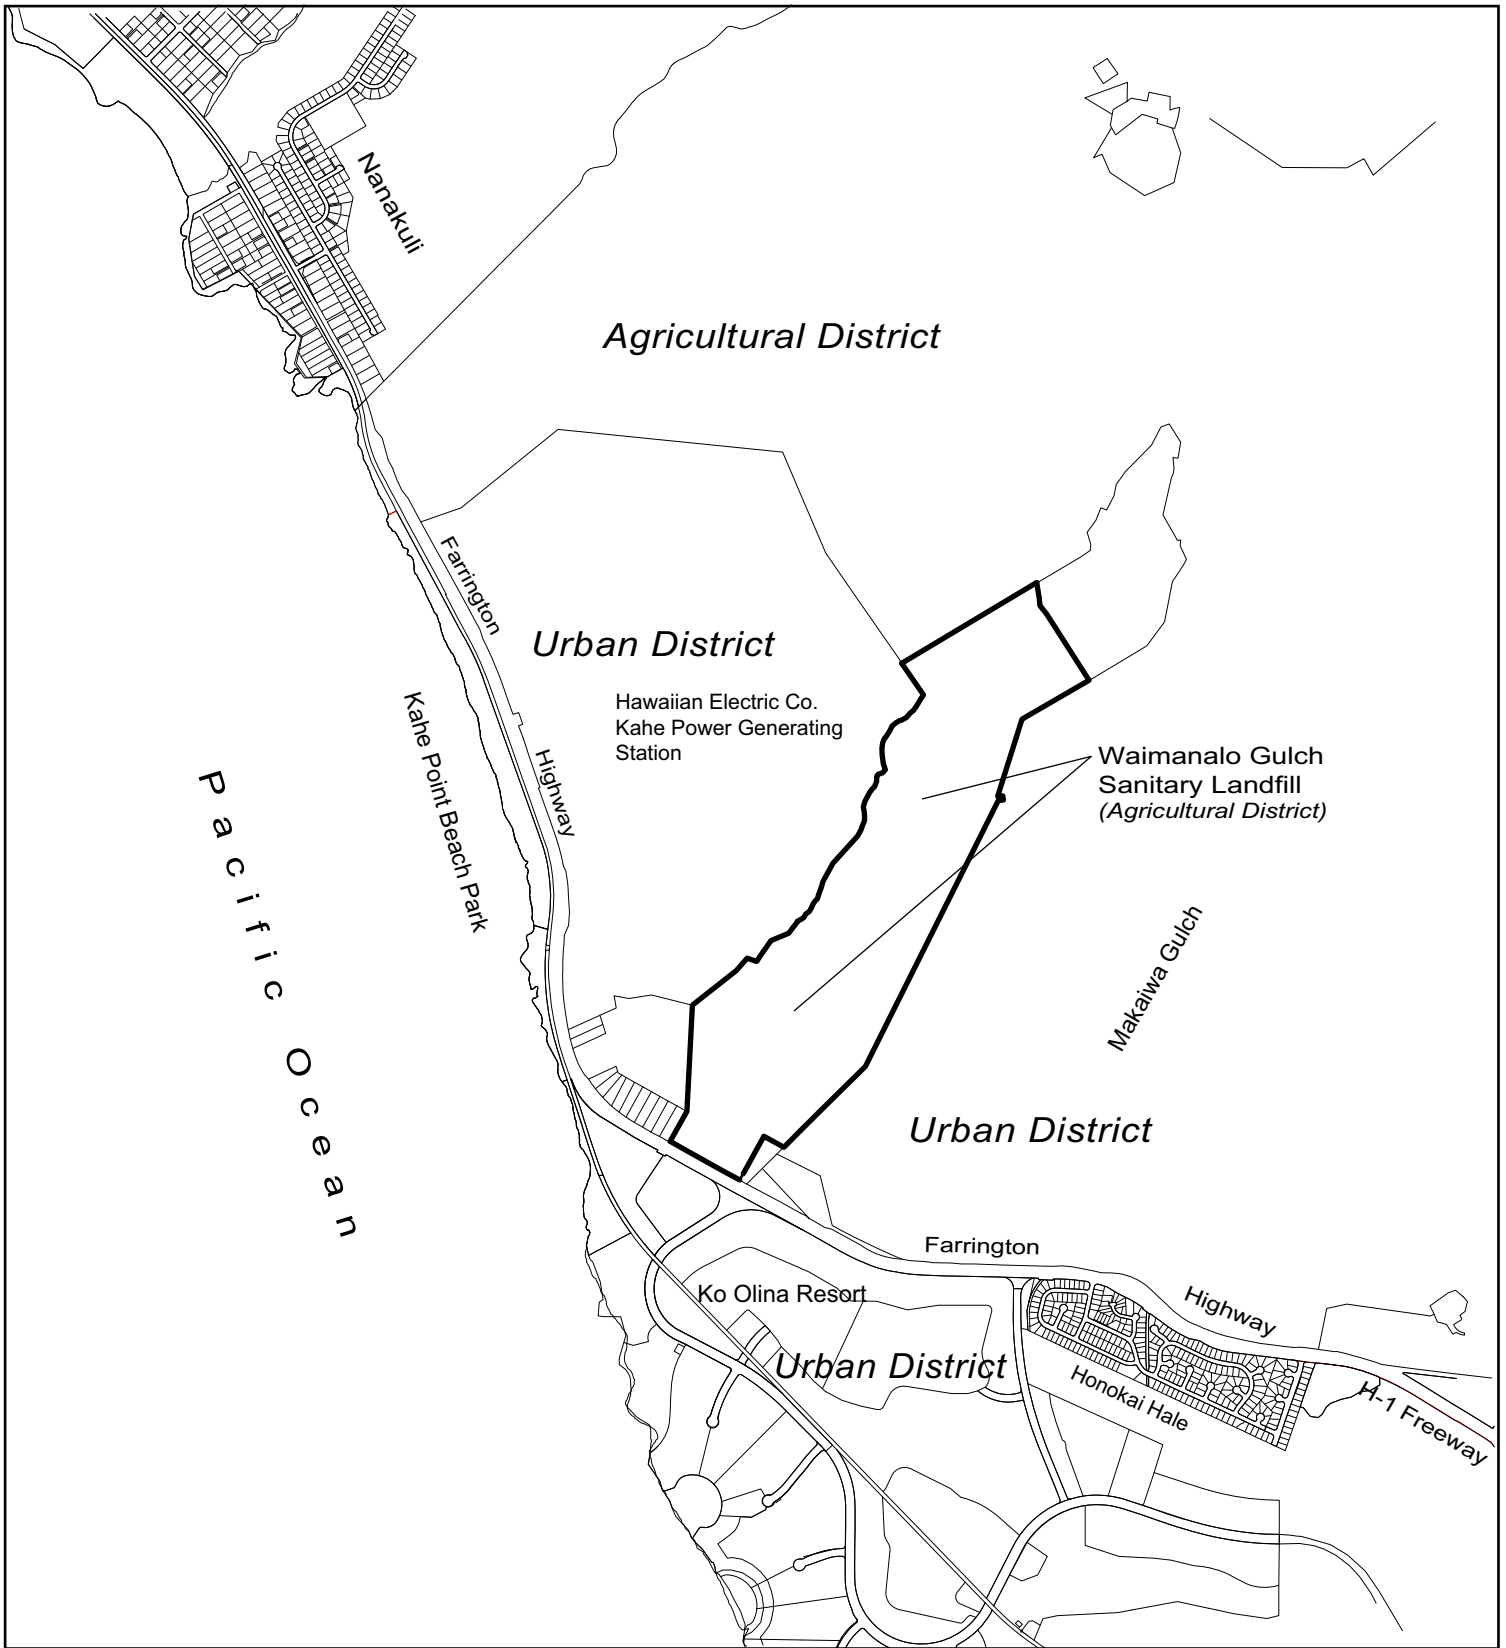 Nanakuli
Agricultural District
Farrington
Highway
Urban District
Hawaiian Electric Co.
Kahe Power Generating
Station
Kahe Point Beach Park
Pacific Ocean
Waimanalo Gulch
Sanitary Landfill
(Agricultural District)
Makaiwa Gulch
Urban District
Farrington
Highway
Ko Olina Resort
Urban District
Honokai Hale
H-1 Freeway